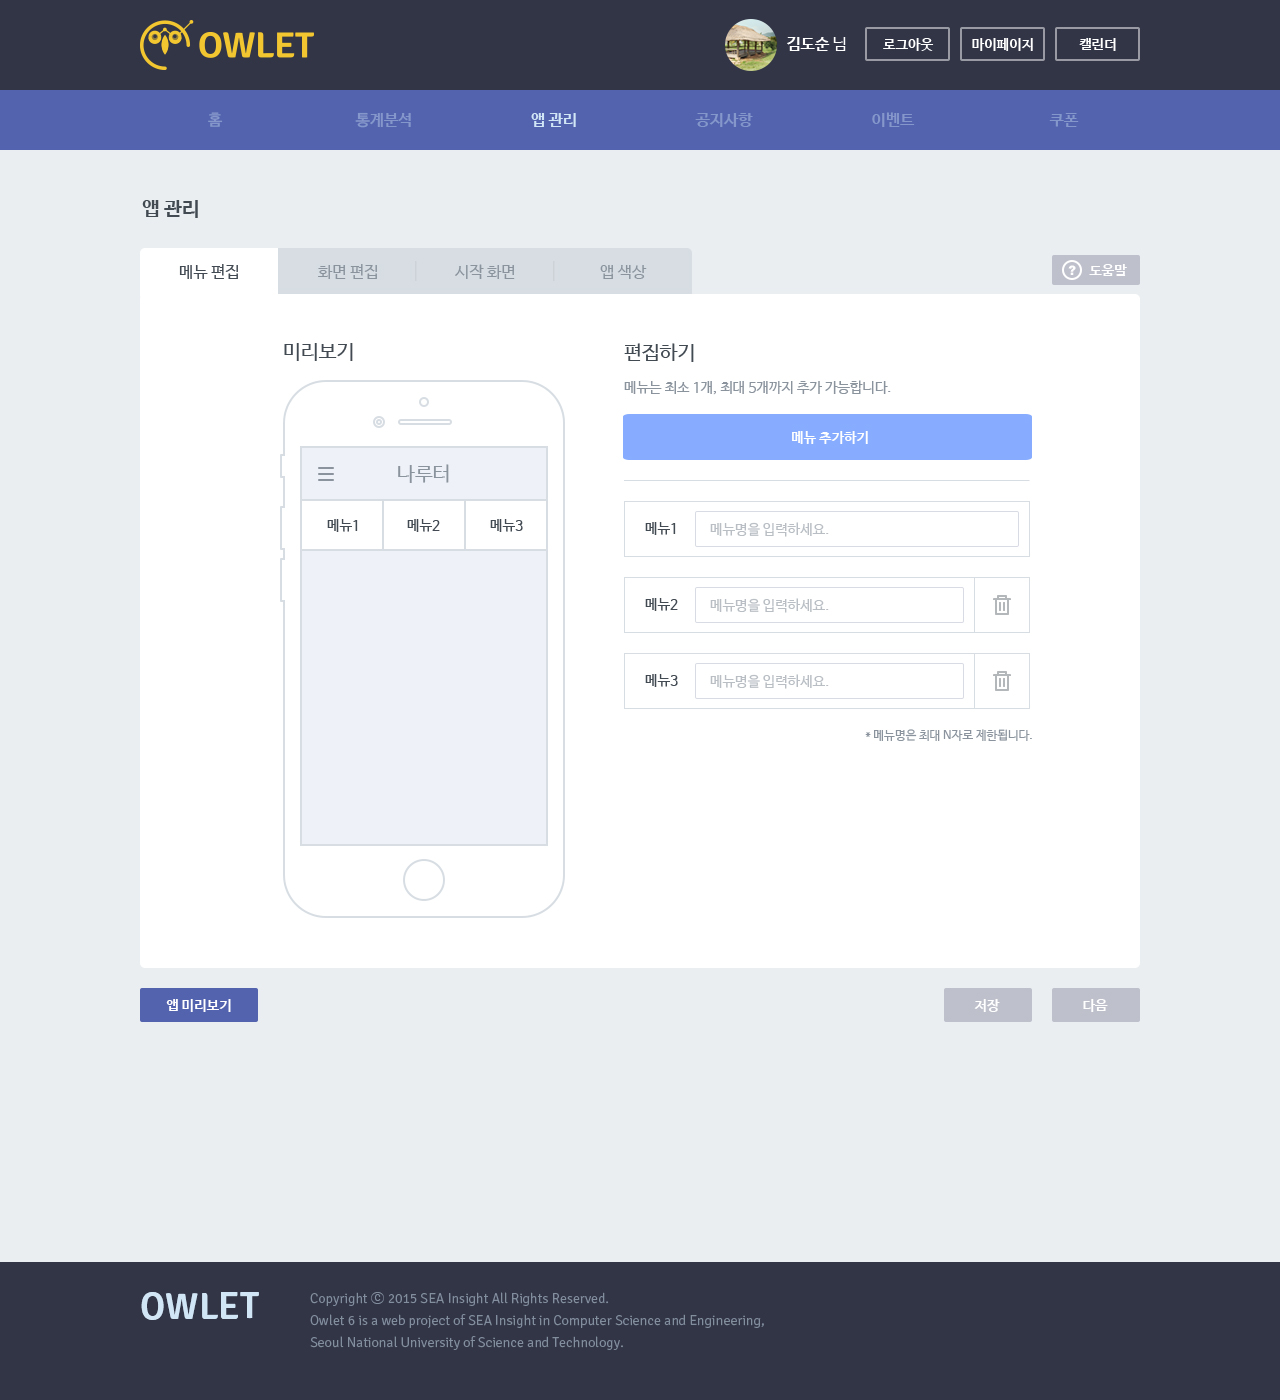 OWLET
김도순 님
로그아웃
마이페이지
캘린더
홈
통계분석
앱 관리
공지사항
이벤트
쿠폰
앱 관리
메뉴 편집
화면 편집
시작 화면
앱 색상
? 도움말
미리보기
나루터
메뉴1
메뉴2
메뉴3
편집하기
메뉴는 최소 1개, 최대 5개까지 추가 가능합니다.
메뉴 추가하기
메뉴1
메뉴명을 입력하세요.
메뉴2
메뉴명을 입력하세요.
메뉴3
메뉴명을 입력하세요.
* 메뉴명은 최대 N자로 제한됩니다.
앱 미리보기
저장
다음
OWLET
Copyright ⓒ 2015 SEA Insight All Rights Reserved.
Owlet 6 is a web project of SEA Insight in Computer Science and Engineering,
Seoul National University of Science and Technology.